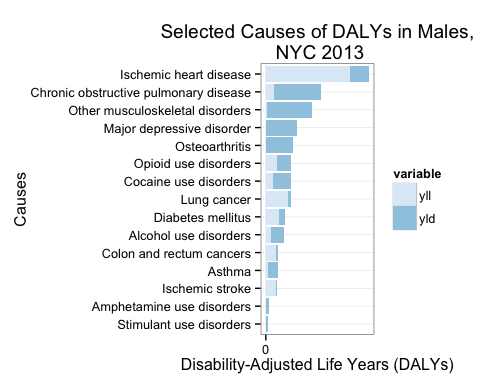 Selected Causes of DALYs in Males,
NYC 2013
Causes
Ischemic heart disease
Chronic obstructive pulmonary disease
Other musculoskeletal disorders
Major depressive disorder
Osteoarthritis
Opioid use disorders
Cocaine use disorders
Lung cancer
Diabetes mellitus
Alcohol use disorders
Colon and rectum cancers
Asthma
Ischemic stroke
Amphetamine use disorders
Stimulant use disorders
0
Disability-Adjusted Life Years (DALYs)
variable
yll
yld